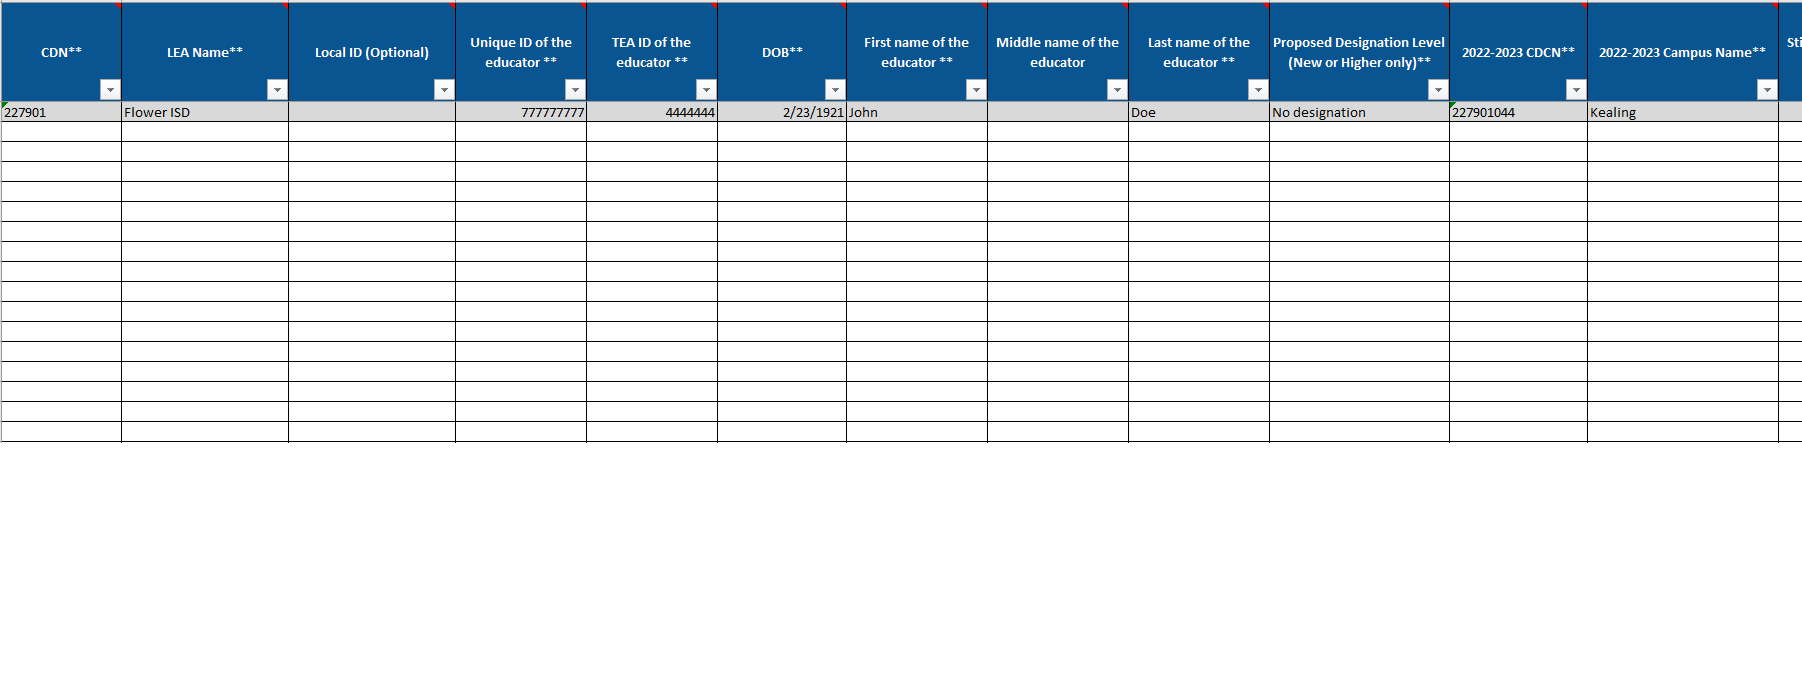 CDN**
LEA Name**
Local ID (Optional)
Unique ID of the
educator **
TEA ID of the
educator **
DOB**
First name of the
educator **
Middle name of the
educator
Last name of the
educator **
Proposed Designation Level
(New or Higher only)**
2022-2023 CDCN**
2022-2023 Campus Name**
Sti
227901
Flower ISD
777777777
4444444
2/23/1921
John
Doe
No designation
227901044
Kealing